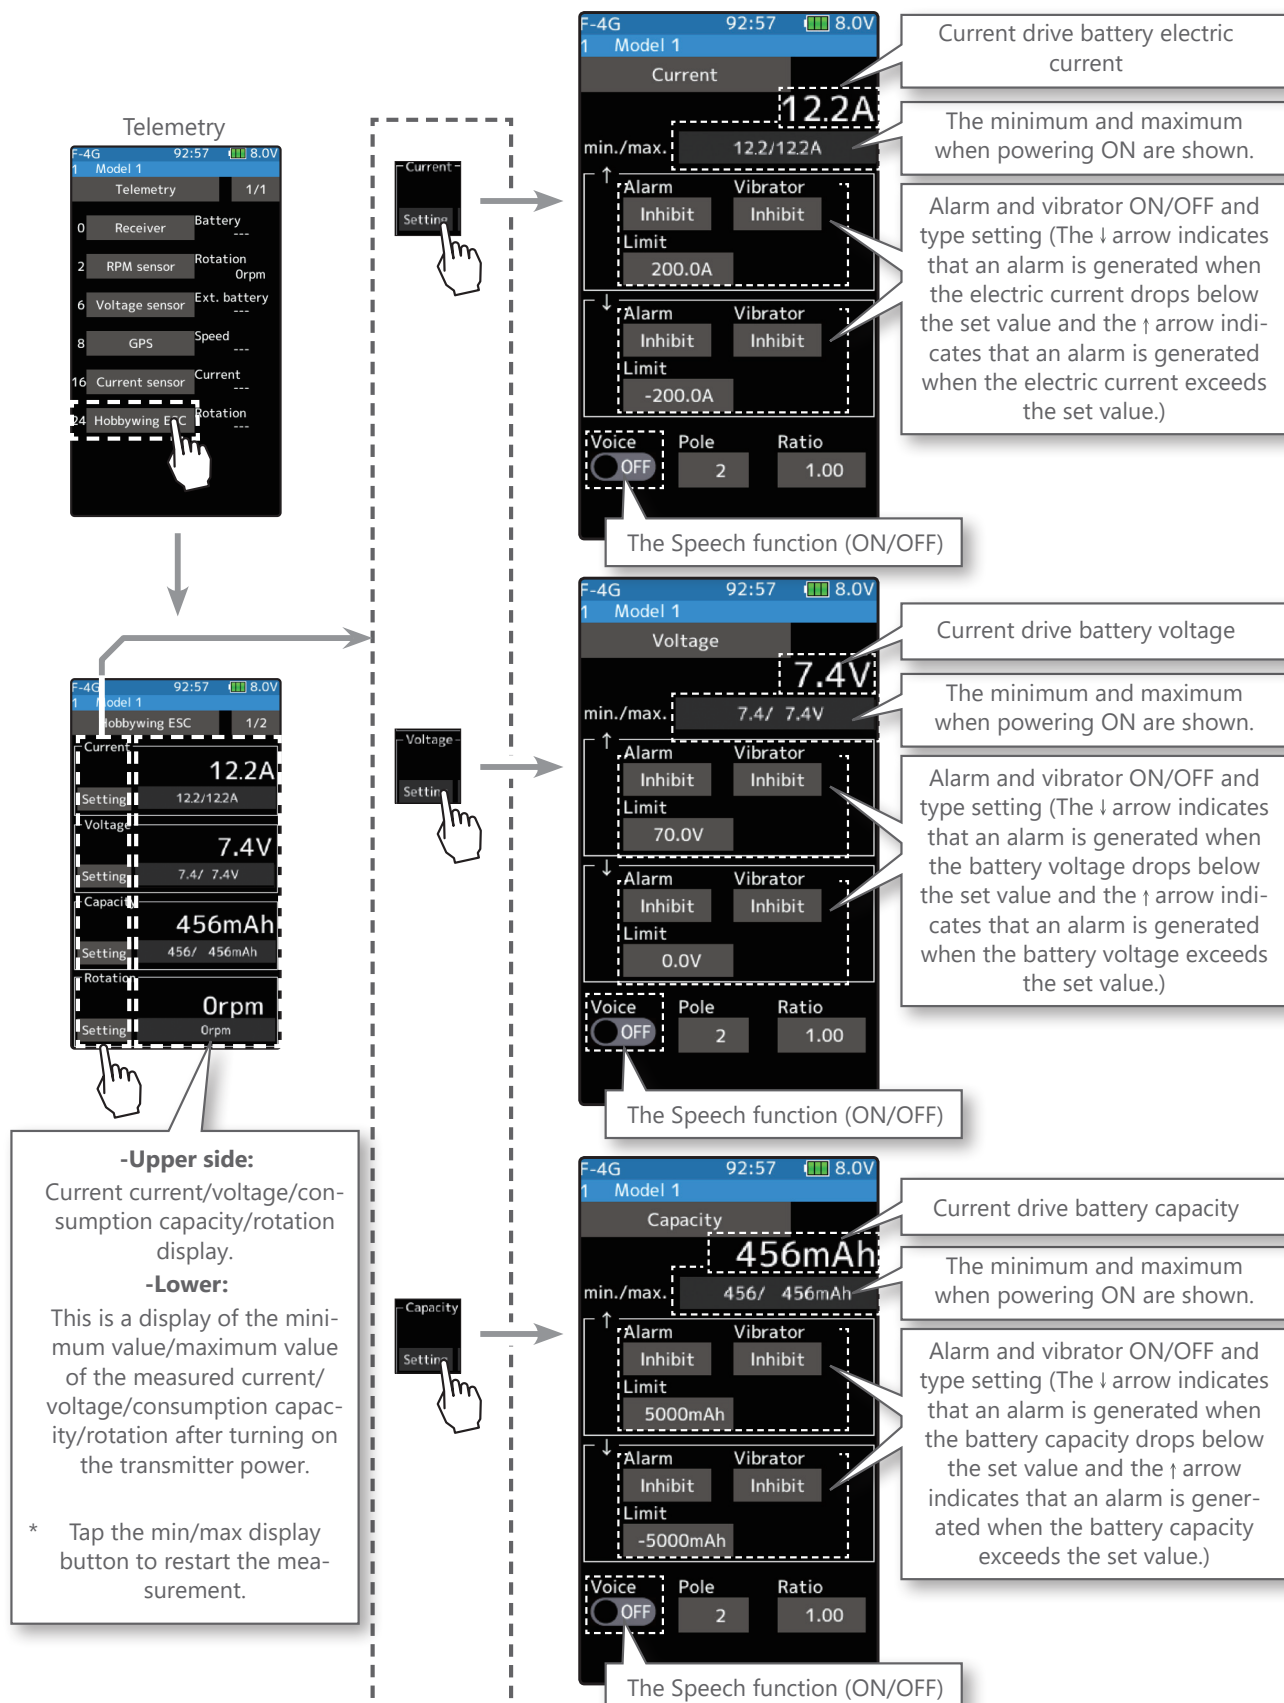 Telemetry
F-4G 92:57 8.0V
1 Model 1
Telemetry 1/1
0 Receiver Battery ---
2 RPM sensor Rotation 0rpm
6 Voltage sensor Ext. battery ---
8 GPS Speed ---
16 Current sensor Current ---
24 Hobbywing ESC Rotation ---
F-4G 92:57 8.0V
1 Model 1
Hobbywing ESC 1/2
Current
12.2A
Setting 12.2/12.2A
Voltage
7.4V
Setting 7.4/ 7.4V
Capacity
456mAh
Setting 456/ 456mAh
Rotation
0rpm
Setting 0rpm
-Upper side:
Current current/voltage/con-
sumption capacity/rotation
display.
-Lower:
This is a display of the mini-
mum value/maximum value
of the measured current/
voltage/consumption capac-
ity/rotation after turning on
the transmitter power.
* Tap the min/max display
button to restart the mea-
surement.
Current
Setting
F-4G 92:57 8.0V
1 Model 1
Current
12.2A
min./max. 12.2/12.2A
↑
Alarm Vibrator
Inhibit Inhibit
Limit
200.0A
↓
Alarm Vibrator
Inhibit Inhibit
Limit
-200.0A
Voice Pole Ratio
OFF 2 1.00
The Speech function (ON/OFF)
Current drive battery electric
current
The minimum and maximum
when powering ON are shown.
Alarm and vibrator ON/OFF and
type setting (The ↓ arrow indicates
that an alarm is generated when
the electric current drops below
the set value and the ↑ arrow indi-
cates that an alarm is generated
when the electric current exceeds
the set value.)
Voltage
Setting
F-4G 92:57 8.0V
1 Model 1
Voltage
7.4V
min./max. 7.4/ 7.4V
↑
Alarm Vibrator
Inhibit Inhibit
Limit
70.0V
↓
Alarm Vibrator
Inhibit Inhibit
Limit
0.0V
Voice Pole Ratio
OFF 2 1.00
The Speech function (ON/OFF)
Current drive battery voltage
The minimum and maximum
when powering ON are shown.
Alarm and vibrator ON/OFF and
type setting (The ↓ arrow indicates
that an alarm is generated when
the battery voltage drops below
the set value and the ↑ arrow indi-
cates that an alarm is generated
when the battery voltage exceeds
the set value.)
Capacity
Setting
F-4G 92:57 8.0V
1 Model 1
Capacity
456mAh
min./max. 456/ 456mAh
↑
Alarm Vibrator
Inhibit Inhibit
Limit
5000mAh
↓
Alarm Vibrator
Inhibit Inhibit
Limit
-5000mAh
Voice Pole Ratio
OFF 2 1.00
The Speech function (ON/OFF)
Current drive battery capacity
The minimum and maximum
when powering ON are shown.
Alarm and vibrator ON/OFF and
type setting (The ↓ arrow indicates
that an alarm is generated when
the battery capacity drops below
the set value and the ↑ arrow
indicates that an alarm is gener-
ated when the battery capacity
exceeds the set value.)